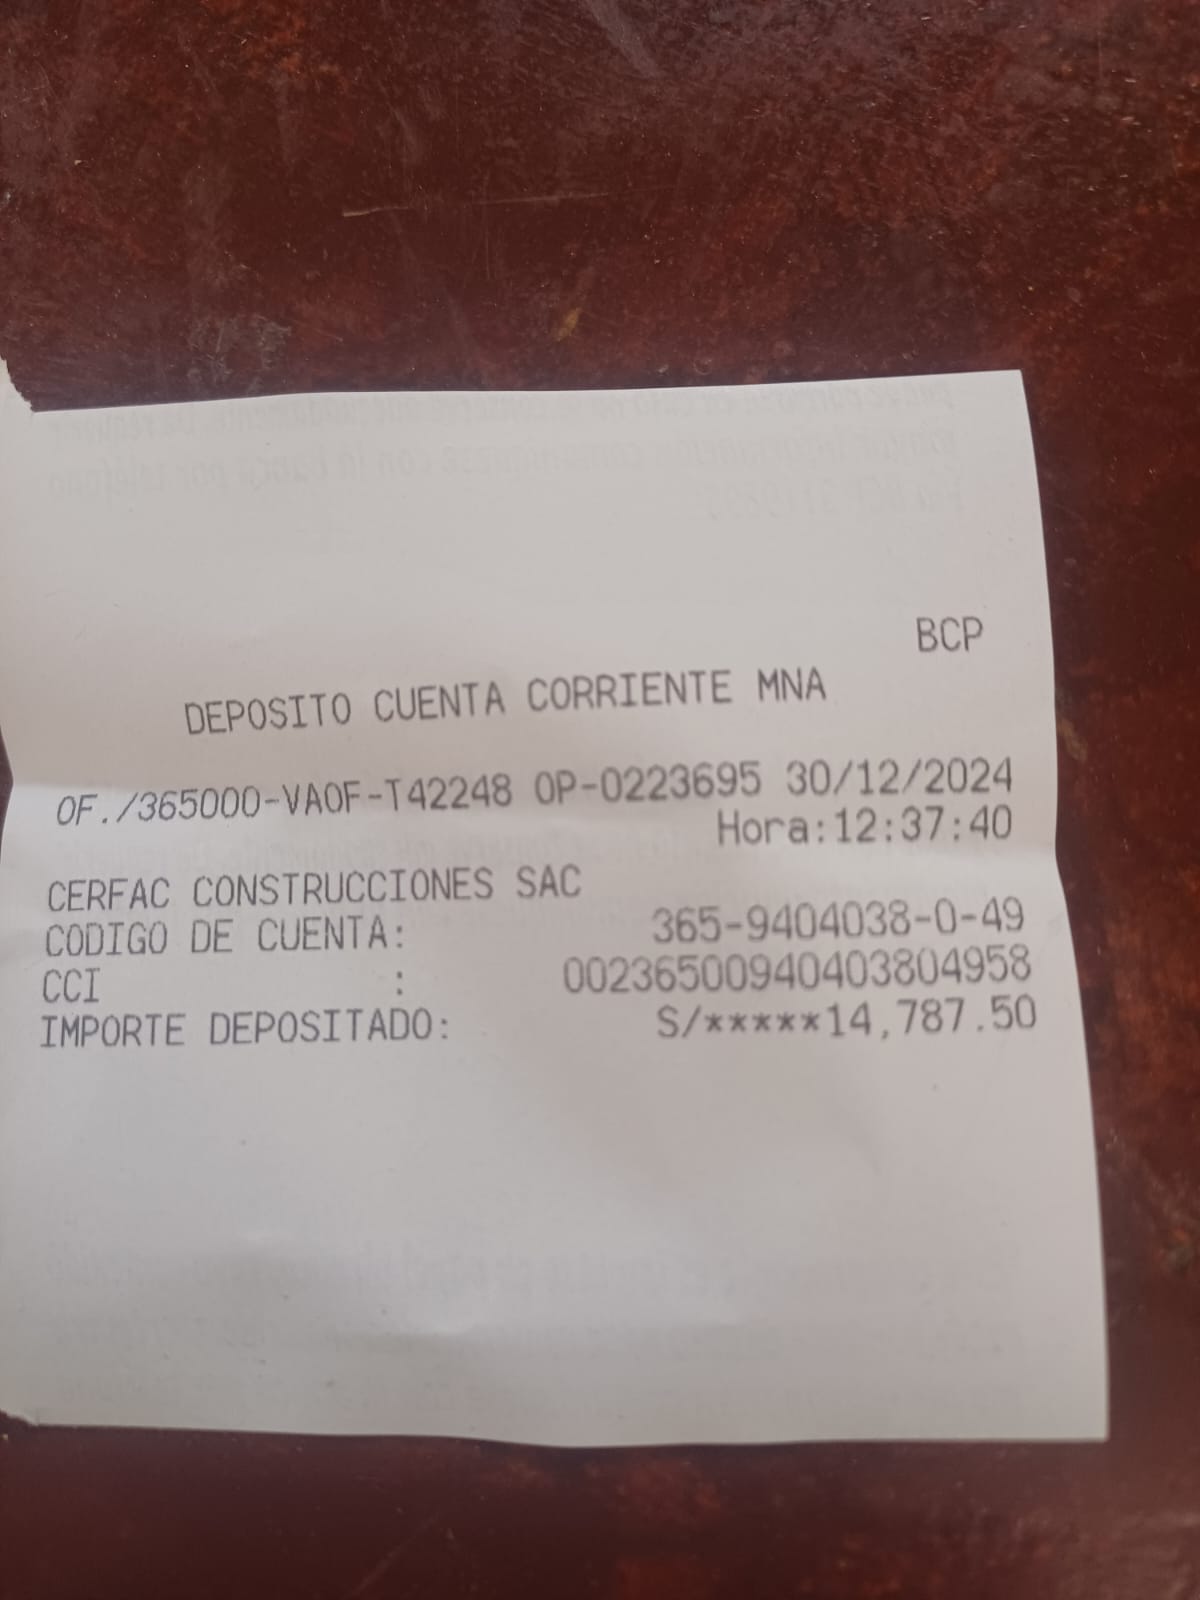 BCP
DEPOSITO CUENTA CORRIENTE MNA
OF./365000-VAOF-T42248 OP-0223695 30/12/2024
Hora:12:37:40
CERFAC CONSTRUCCIONES SAC
CODIGO DE CUENTA: 365-9404038-0-49
CCI : 00236500940403804958
IMPORTE DEPOSITADO: S/*****14,787.50